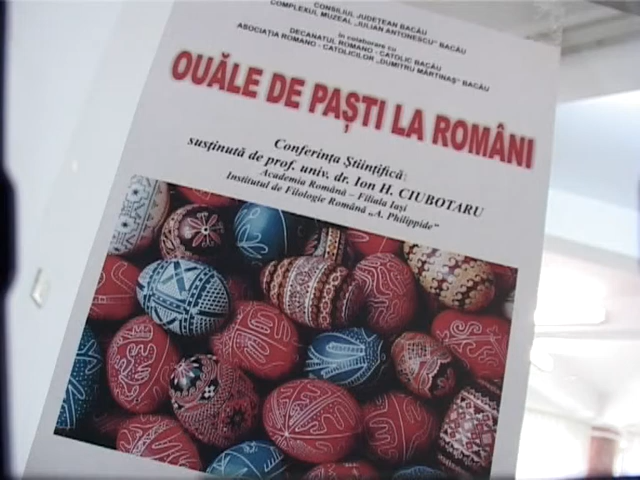 CONSILIUL JUDEȚEAN BACĂU
COMPLEXUL MUZEAL „IULIAN ANTONESCU” BACĂU
în colaborare cu
DECANATUL ROMANO - CATOLIC BACĂU
ASOCIAȚIA ROMANO - CATOLICILOR „DUMITRU MĂRTINAȘ” BACĂU
OUĂLE DE PAȘTI LA ROMÂNI
Conferința Științifică:
susținută de prof. univ. dr. Ion H. CIUBOTARU
Academia Română – Filiala Iași
Institutul de Filologie Română „A. Philippide”